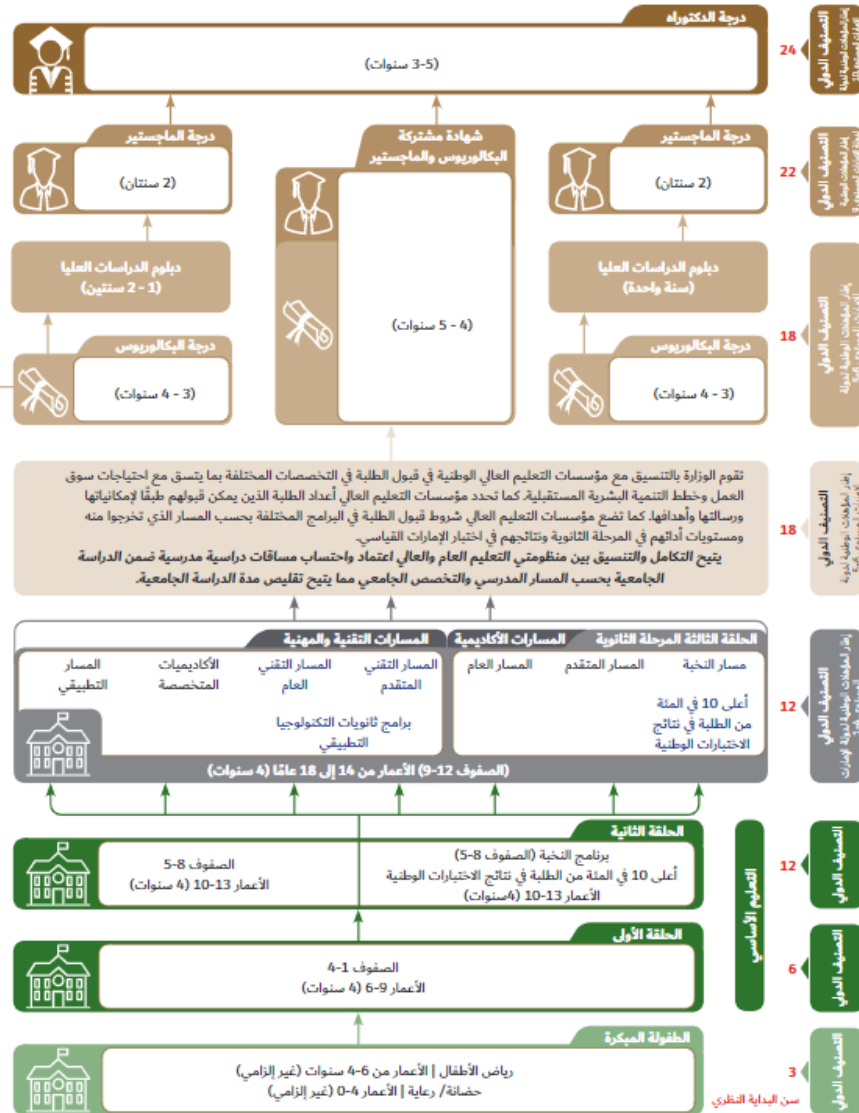 درجة الدكتوراه
(3-5 سنوات)
24
التصنيف الدولي
درجة الماجستير
(2 سنتان)
شهادة مشتركة
البكالوريوس والماجستير
(4 - 5 سنوات)
درجة الماجستير
(2 سنتان)
22
التصنيف الدولي
دبلوم الدراسات العليا
(سنة واحدة)
دبلوم الدراسات العليا
(1 - 2 سنتين)
18
التصنيف الدولي
درجة البكالوريوس
(3 - 4 سنوات)
درجة البكالوريوس
(3 - 4 سنوات)
تقوم الوزارة بالتنسيق مع مؤسسات التعليم العالي الوطنية في قبول الطلبة في التخصصات المختلفة بما يتسق مع احتياجات سوق
العمل وخطط التنمية البشرية المستقبلية. كما تحدد مؤسسات التعليم العالي أعداد الطلبة الذين يمكن قبولهم طبقًا لإمكانياتها
ورسالتها وأهدافها. كما تضع مؤسسات التعليم العالي شروط قبول الطلبة في البرامج المختلفة بحسب المسار الذي تخرجوا منه
ومستويات أدائهم في المرحلة الثانوية ونتائجهم في اختبار الإمارات القياسي.
يتيح التكامل والتنسيق بين منظومتي التعليم العام والعالي اعتماد واحتساب مساقات دراسية مدرسية ضمن الدراسة
الجامعية بحسب المسار المدرسي والتخصص الجامعي مما يتيح تقليص مدة الدراسة الجامعية.
18
التصنيف الدولي
الحلقة الثالثة المرحلة الثانوية
المسارات الأكاديمية
المسارات التقنية والمهنية
مسار النخبة
أعلى 10 في المئة
من الطلبة في نتائج
الاختبارات الوطنية
المسار المتقدم
المسار العام
المسار التقني
المتقدم
المسار التقني
العام
برامج ثانويات التكنولوجيا
التطبيقي
الأكاديميات
المتخصصة
المسار
التطبيقي
(الصفوف 12-9) الأعمار من 14 إلى 18 عامًا (4 سنوات)
12
التصنيف الدولي
التعليم الأساسي
الحلقة الثانية
برنامج النخبة (الصفوف 8-5)
أعلى 10 في المئة من الطلبة في نتائج الاختبارات الوطنية
الأعمار 13-10 (4سنوات)
الصفوف 8-5
الأعمار 13-10 (4 سنوات)
12
التصنيف الدولي
الحلقة الأولى
الصفوف 1-4
الأعمار 9-6 (4 سنوات)
6
التصنيف الدولي
الطفولة المبكرة
رياض الأطفال | الأعمار من 6-4 سنوات (غير إلزامي)
حضانة/ رعاية | الأعمار 4-0 (غير إلزامي)
3
سن البداية النظري
التصنيف الدولي